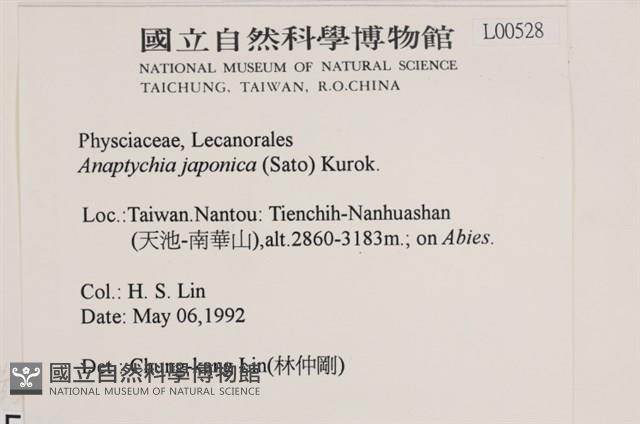 國立自然科學博物館
L00528
NATIONAL MUSEUM OF NATURAL SCIENCE
TAICHUNG, TAIWAN, R.O.CHINA
Physciaceae, Lecanorales
Anaptychia japonica (Sato) Kurok.
Loc.:Taiwan.Nantou: Tienchih-Nanhuashan
(天池-南華山),alt.2860-3183m.; on Abies.
Col.: H. S. Lin
Date: May 06,1992
Det.: Chung-kang Lin(林仲剛)
國立自然科學博物館
NATIONAL MUSEUM OF NATURAL SCIENCE